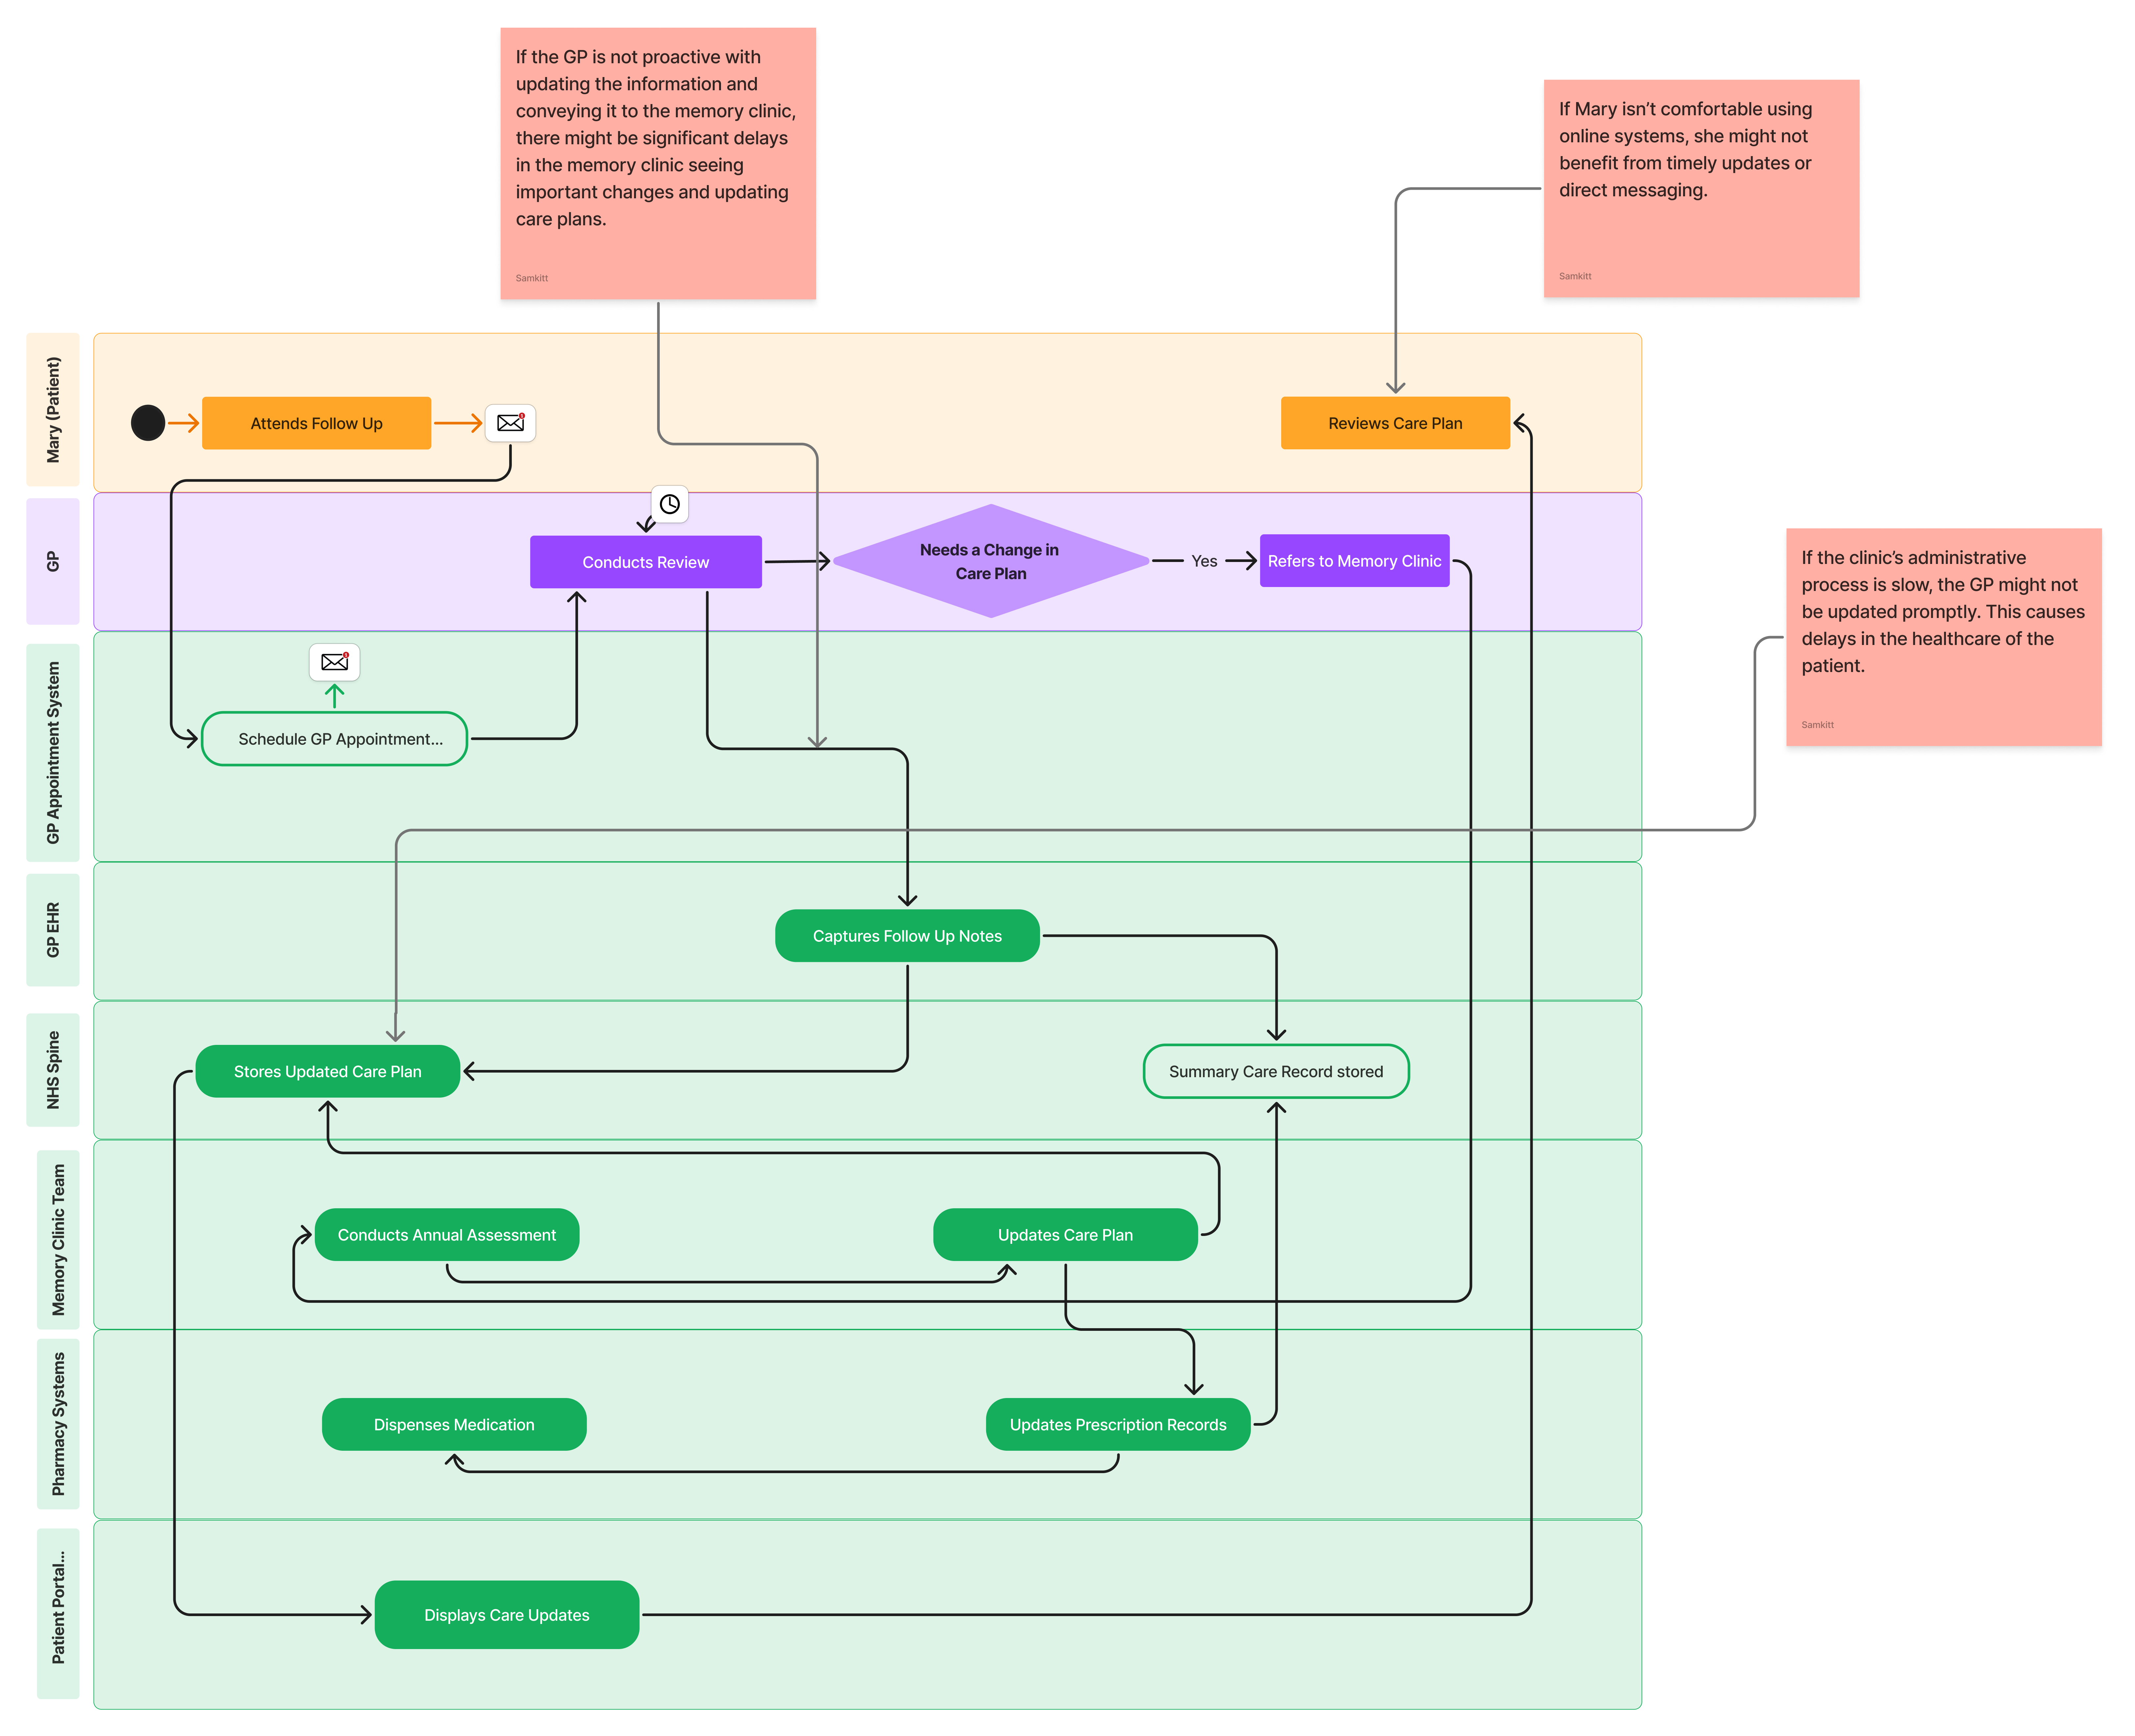 If the GP is not proactive with
updating the information and
conveying it to the memory clinic,
there might be significant delays
in the memory clinic seeing
important changes and updating
care plans.
Samkitt
If Mary isn’t comfortable using
online systems, she might not
benefit from timely updates or
direct messaging.
Samkitt
Mary (Patient)
Attends Follow Up
1
Reviews Care Plan
GP
Conducts Review
Needs a Change in
Care Plan
Yes
Refers to Memory Clinic
If the clinic’s administrative
process is slow, the GP might not
be updated promptly. This causes
delays in the healthcare of the
patient.
Samkitt
GP Appointment System
1
Schedule GP Appointment...
GP EHR
Captures Follow Up Notes
NHS Spine
Stores Updated Care Plan
Summary Care Record stored
Memory Clinic Team
Conducts Annual Assessment
Updates Care Plan
Pharmacy Systems
Dispenses Medication
Updates Prescription Records
Patient Portal...
Displays Care Updates